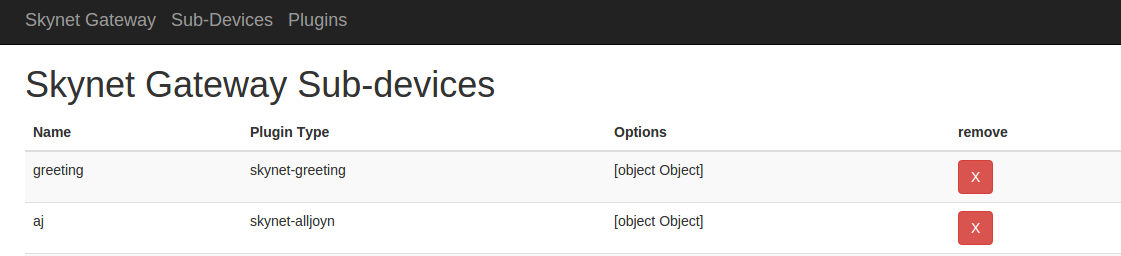 Skynet Gateway Sub-Devices Plugins
Skynet Gateway Sub-devices
Name Plugin Type Options remove
greeting skynet-greeting [object Object] X
aj skynet-alljoyn [object Object] X